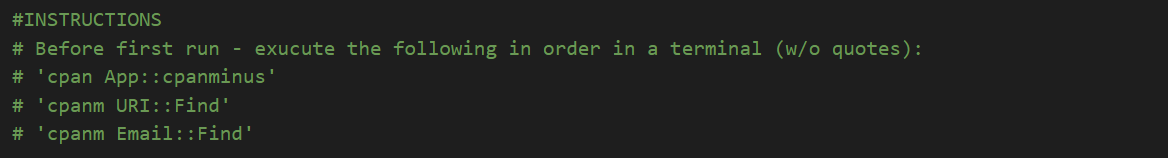 #INSTRUCTIONS
# Before first run - exucute the following in order in a terminal (w/o quotes):
# 'cpan App::cpanminus'
# 'cpanm URI::Find'
# 'cpanm Email::Find'